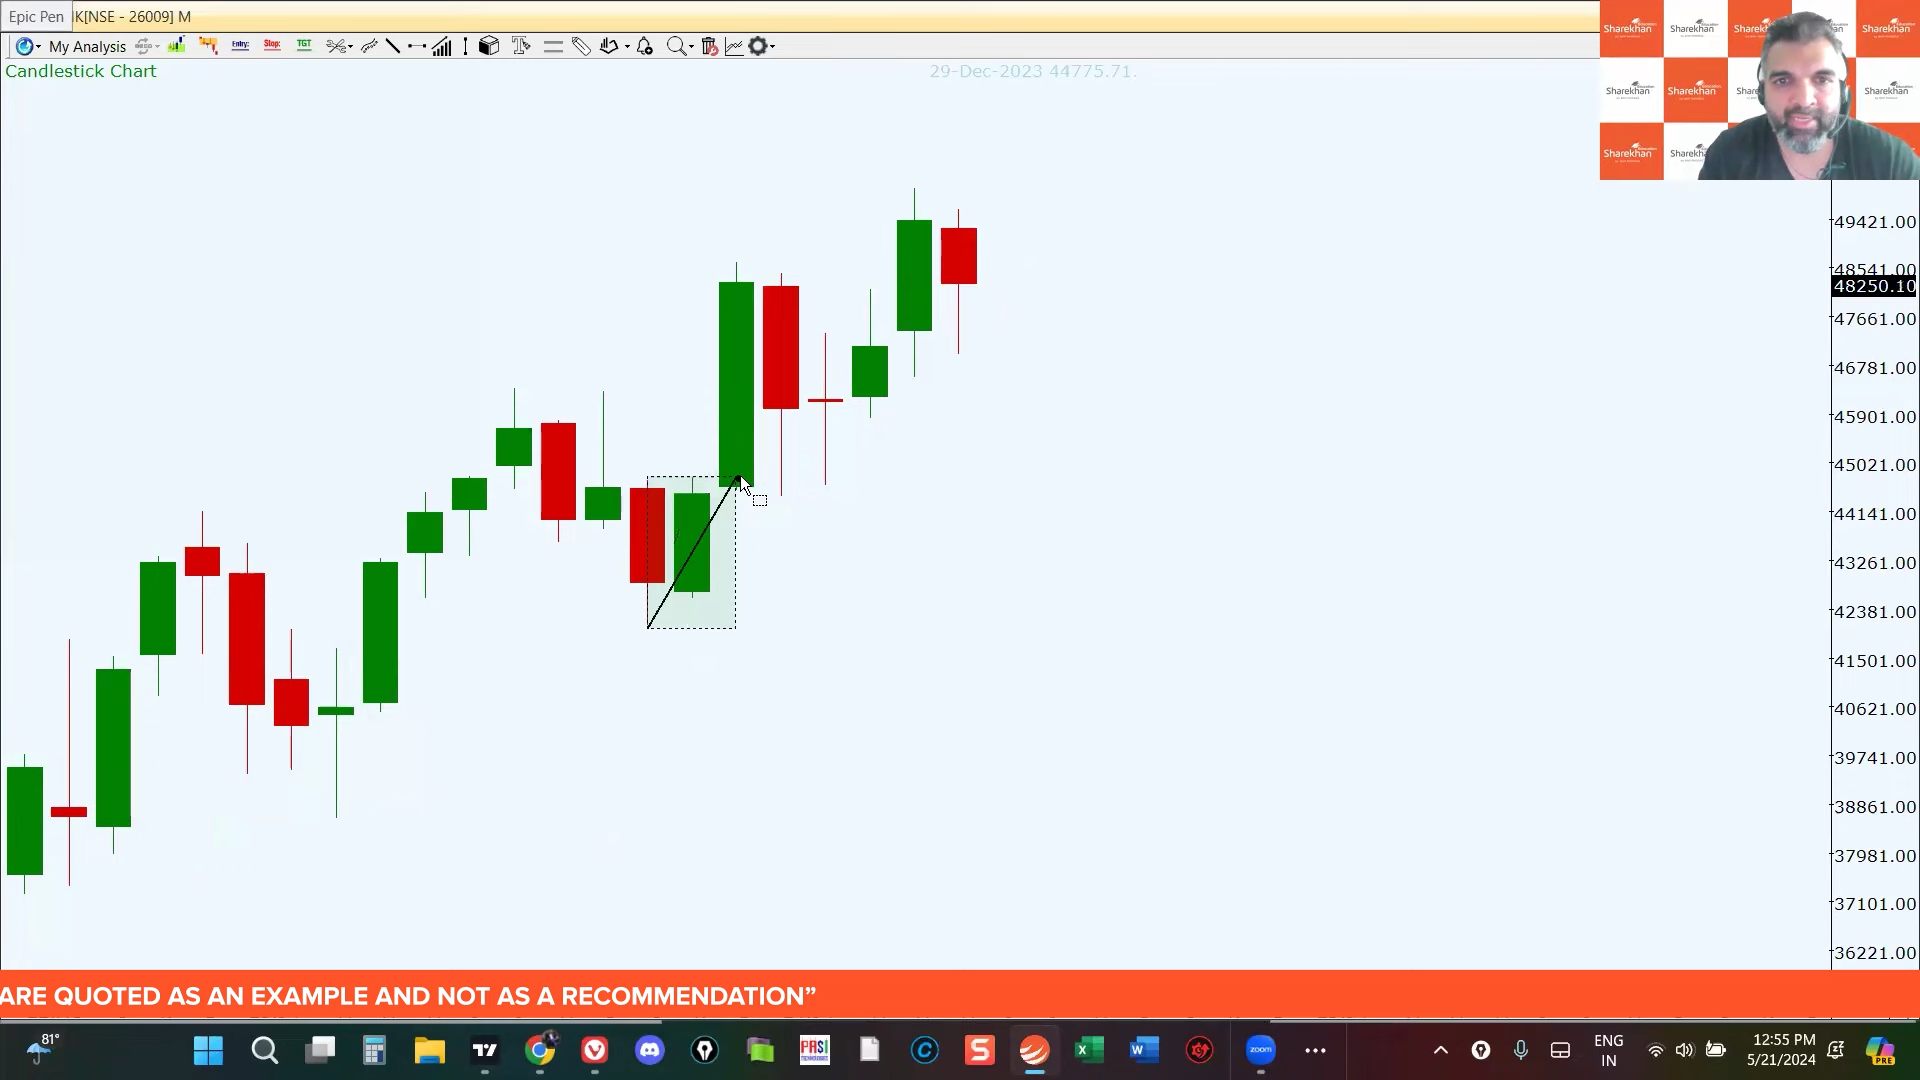 Epic Pen
K[NSE - 26009] M
My Analysis
Entry:
Stop:
TGT
Candlestick Chart
29-Dec-2023 44775.71.
Sharekhan
Sharekhan
Sharekhan
Sharekhan
Sharekhan
Sharekhan
Sharekhan
Sharekhan
Sharekhan
49421.00
48541.00
48250.10
47661.00
46781.00
45901.00
45021.00
44141.00
43261.00
42381.00
41501.00
40621.00
39741.00
38861.00
37981.00
37101.00
36221.00
ARE QUOTED AS AN EXAMPLE AND NOT AS A RECOMMENDATION”
81°
zoom
ENG
IN
12:55 PM
5/21/2024
PRE